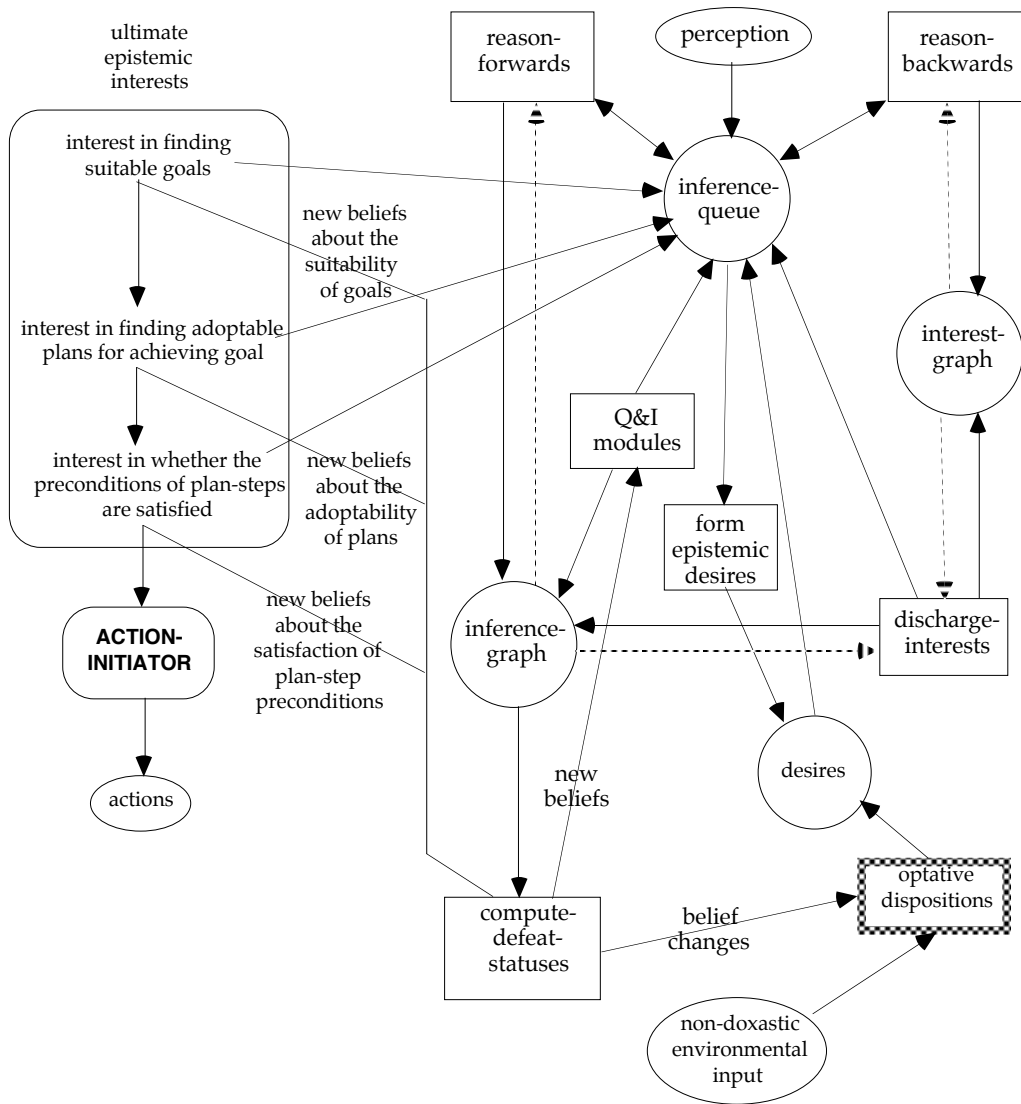 ultimate
epistemic
interests
reason-
forwards
perception
reason-
backwards
interest in finding
suitable goals
inference-
queue
new beliefs
about the
suitability
of goals
interest in finding adoptable
plans for achieving goal
interest-
graph
Q&I
modules
interest in whether the
preconditions of plan-steps
are satisfied
new beliefs
about the
adoptability
of plans
form
epistemic
desires
new beliefs
about the
satisfaction of
plan-step
preconditions
ACTION-
INITIATOR
inference-
graph
discharge-
interests
actions
new
beliefs
desires
optative
dispositions
compute-
defeat-
statuses
belief
changes
non-doxastic
environmental
input